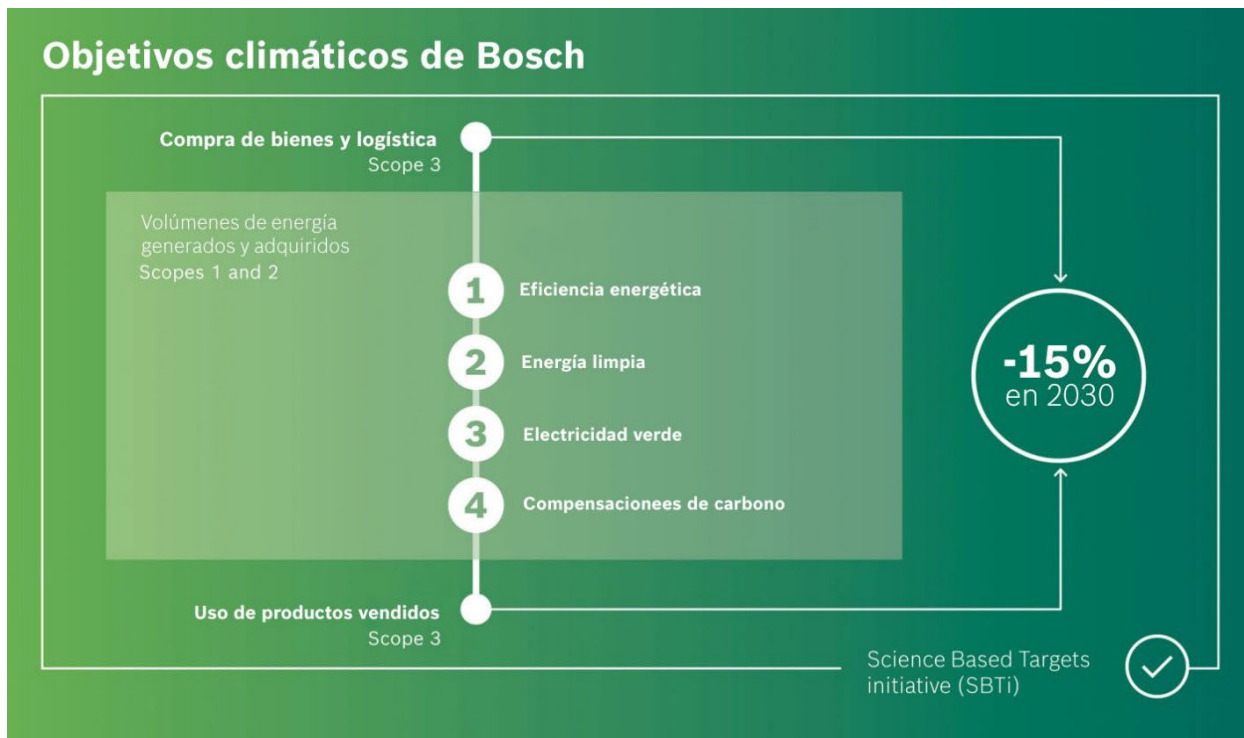 Objetivos climáticos de Bosch
Compra de bienes y logística
Scope 3
Volúmenes de energía
generados y adquiridos
Scopes 1 and 2
1 Eficiencia energética
2 Energía limpia
3 Electricidad verde
4 Compensacionees de carbono
-15%
en 2030
Uso de productos vendidos
Scope 3
Science Based Targets
initiative (SBTi)